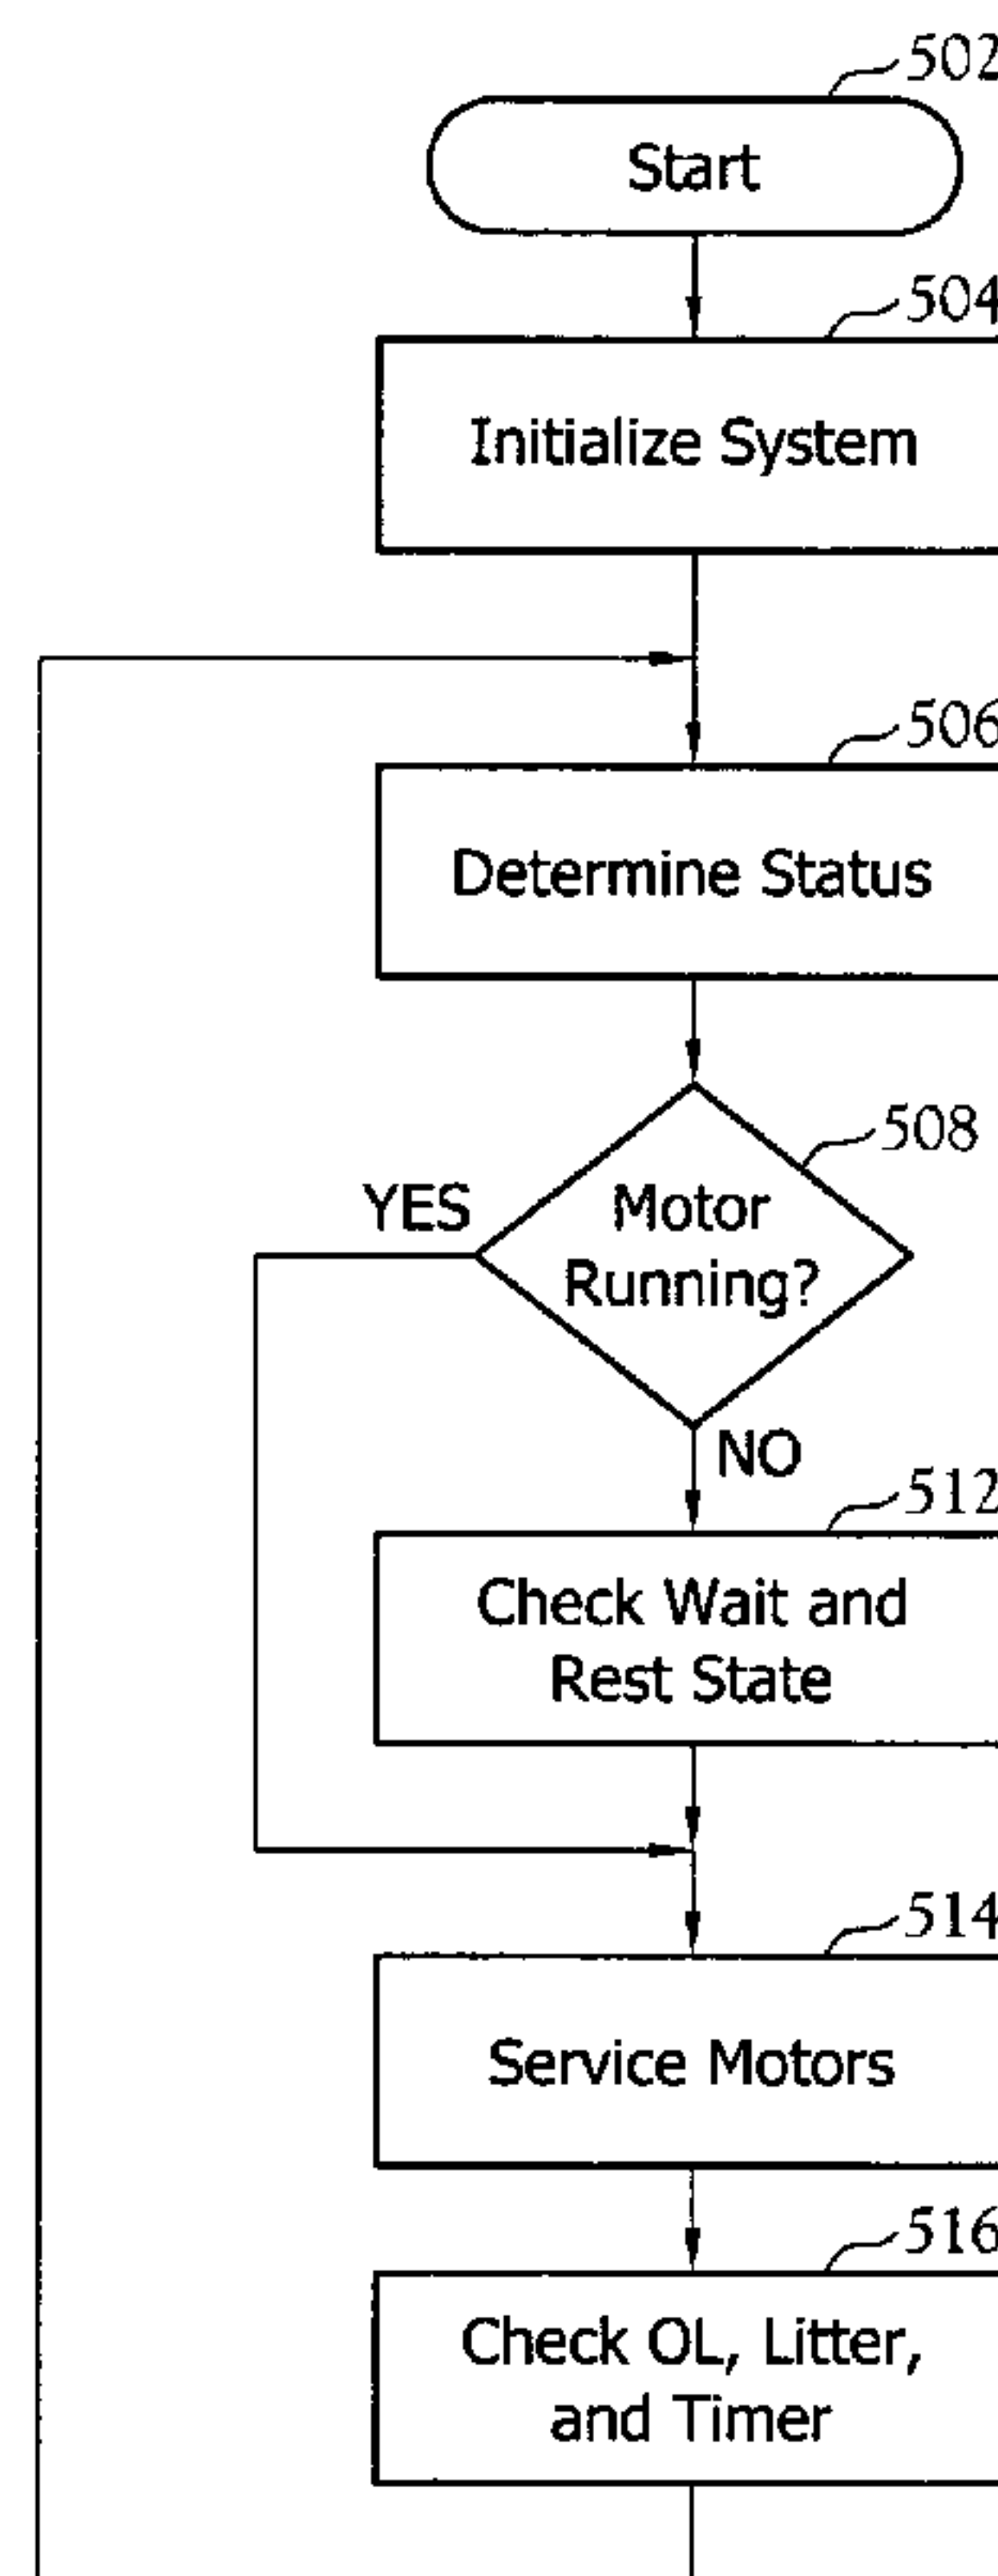 502
Start
504
Initialize System
506
Determine Status
508
YES
Motor
Running?
NO
512
Check Wait and
Rest State
514
Service Motors
516
Check OL, Litter,
and Timer